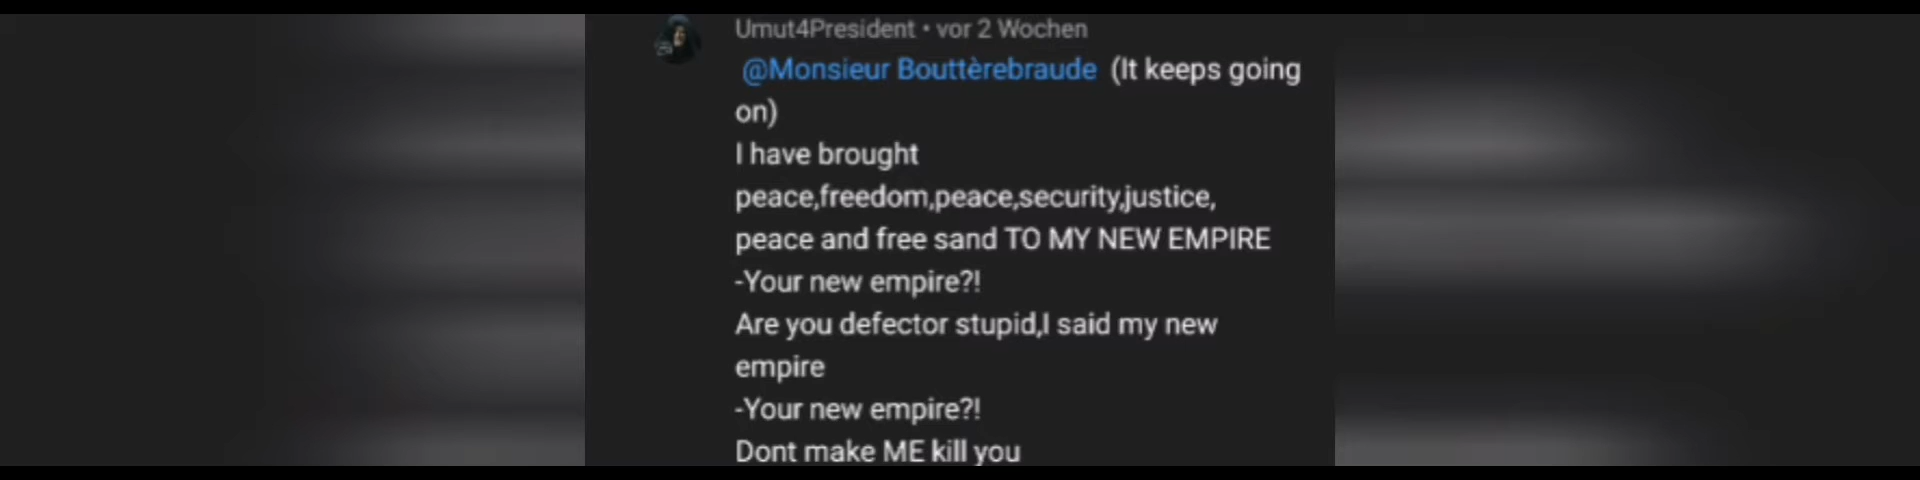 Umut4President • vor 2 Wochen
@Monsieur Bouttèrebraude (It keeps going
on)
I have brought
peace,freedom,peace,security,justice,
peace and free sand TO MY NEW EMPIRE
-Your new empire?!
Are you defector stupid,I said my new
empire
-Your new empire?!
Dont make ME kill you